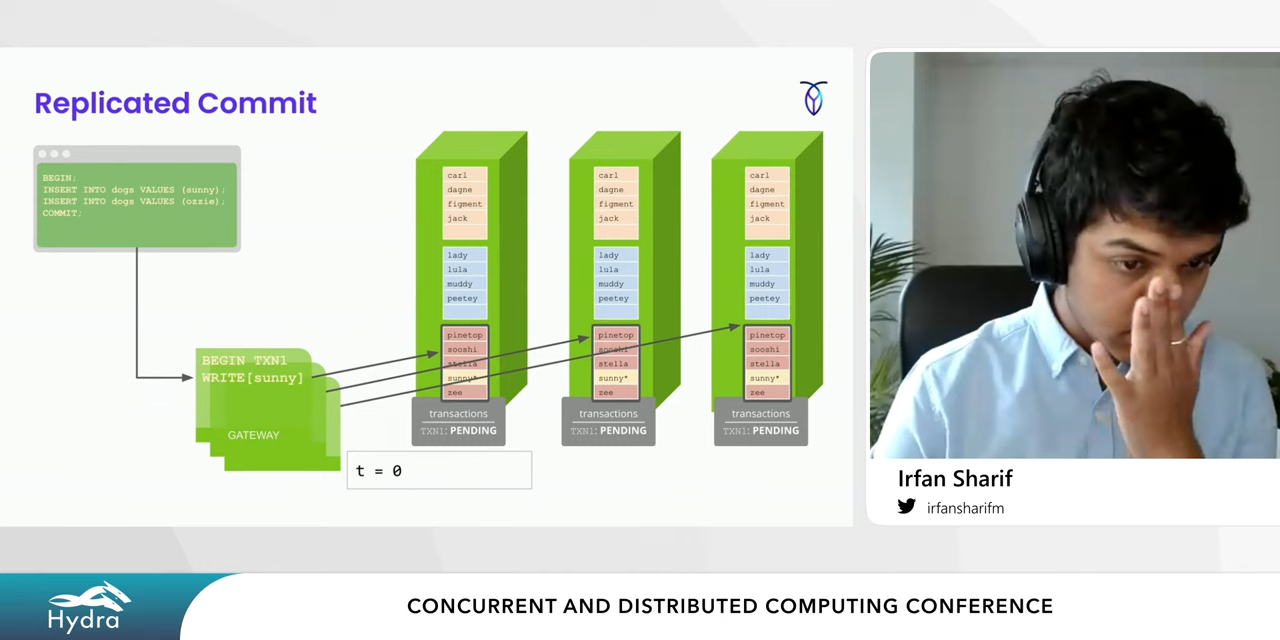 Replicated Commit
BEGIN;
INSERT INTO dogs VALUES (sunny);
INSERT INTO dogs VALUES (ozzie);
COMMIT;
BEGIN TXN1
WRITE[sunny]
GATEWAY
t = 0
carl
dagne
figment
jack
lady
lula
muddy
peetey
pinetop
sooshi
stella
sunny*
zee
transactions
TXN1: PENDING
carl
dagne
figment
jack
lady
lula
muddy
peetey
pinetop
sooshi
stella
sunny*
zee
transactions
TXN1: PENDING
carl
dagne
figment
jack
lady
lula
muddy
peetey
pinetop
sooshi
stella
sunny*
zee
transactions
TXN1: PENDING
Irfan Sharif
irfansharifm
Hydra
CONCURRENT AND DISTRIBUTED COMPUTING CONFERENCE